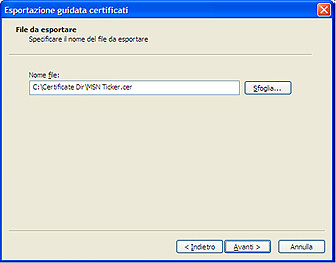 Esportazione guidata certificati
File da esportare
Specificare il nome del file da esportare
Nome file:
C:\Certificate Dir\MSN Ticker.cer
Sfoglia...
< Indietro
Avanti >
Annulla